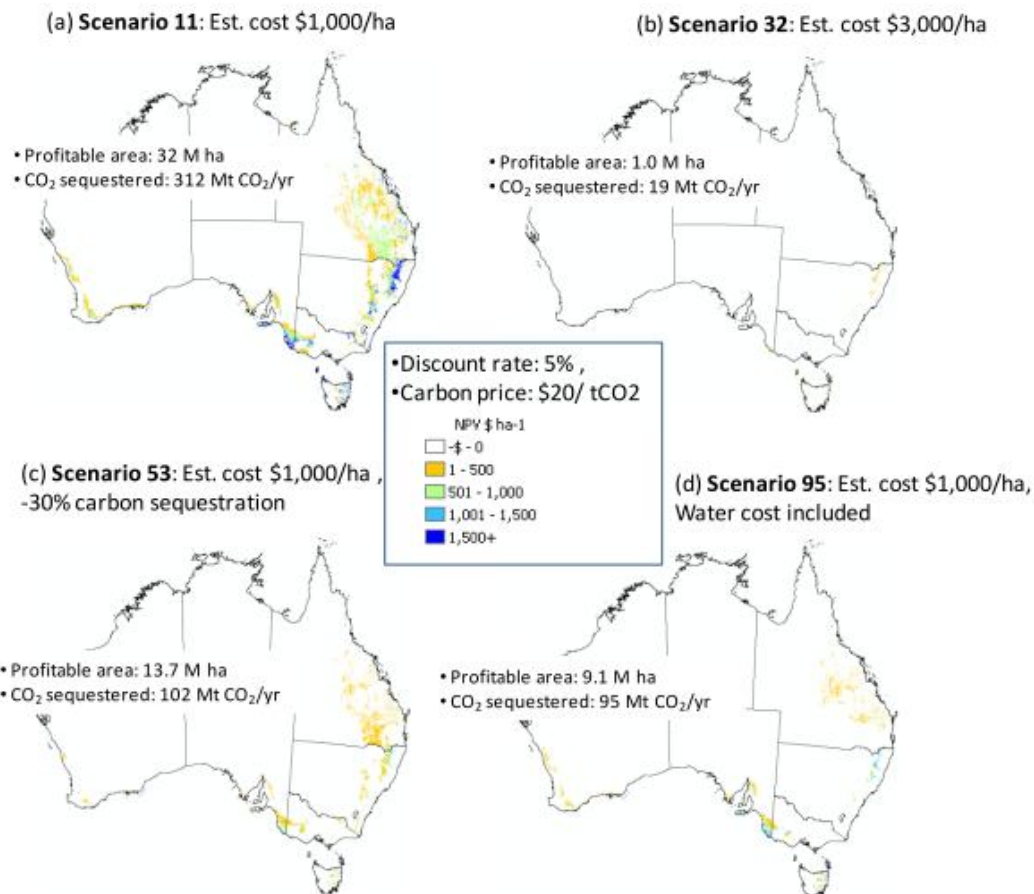 (a) Scenario 11: Est. cost $1,000/ha
(b) Scenario 32: Est cost $3,000/ha
• Profitable area: 32 M ha
• CO₂ sequestered: 312 Mt CO₂/yr
• Profitable area: 1.0 M ha
• CO₂ sequestered: 19 Mt CO₂/yr
•Discount rate: 5% ,
•Carbon price: $20/ tCO2
NPV $ ha-1
-$ - 0
1 - 500
501 - 1,000
1,001 - 1,500
1,500+
(c) Scenario 53: Est. cost $1,000/ha ,
-30% carbon sequestration
(d) Scenario 95: Est. cost $1,000/ha,
Water cost included
• Profitable area: 13.7 M ha
• CO₂ sequestered: 102 Mt CO₂/yr
• Profitable area: 9.1 M ha
• CO₂ sequestered: 95 Mt CO₂/yr